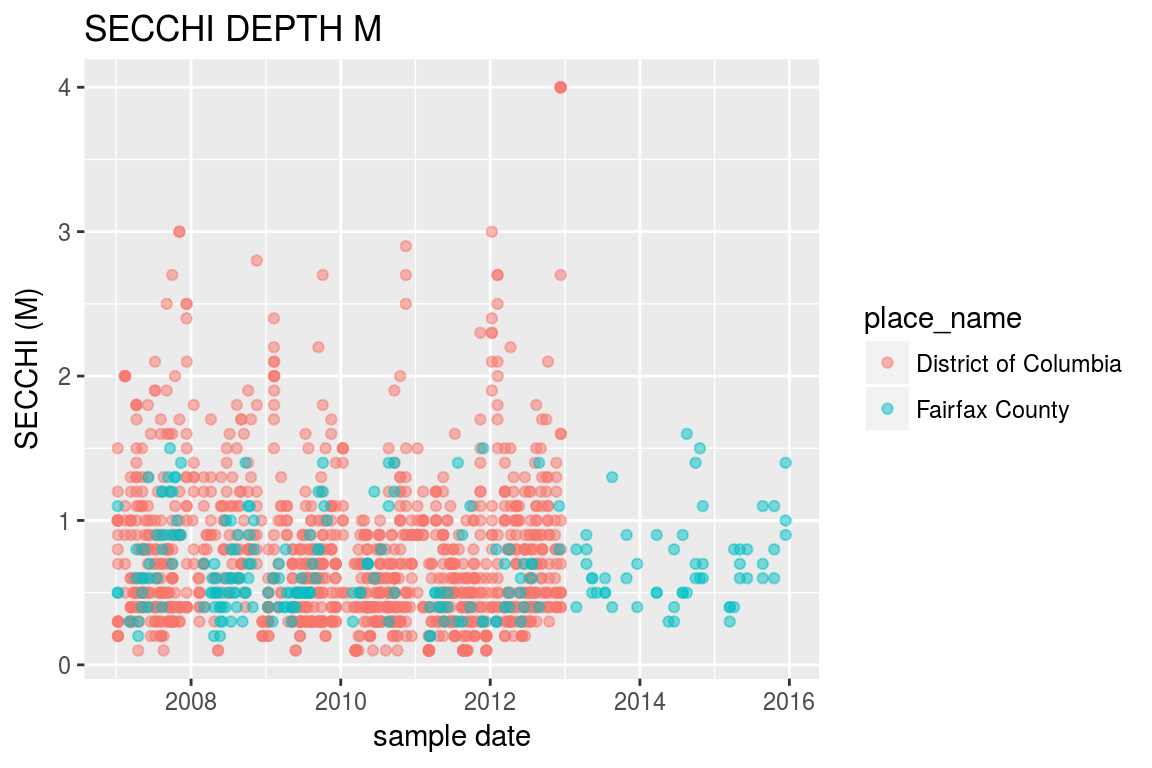 SECCHI DEPTH M
4
3
2
1
0
SECCHI (M)
2008 2010 2012 2014 2016
sample date
place_name
District of Columbia
Fairfax County